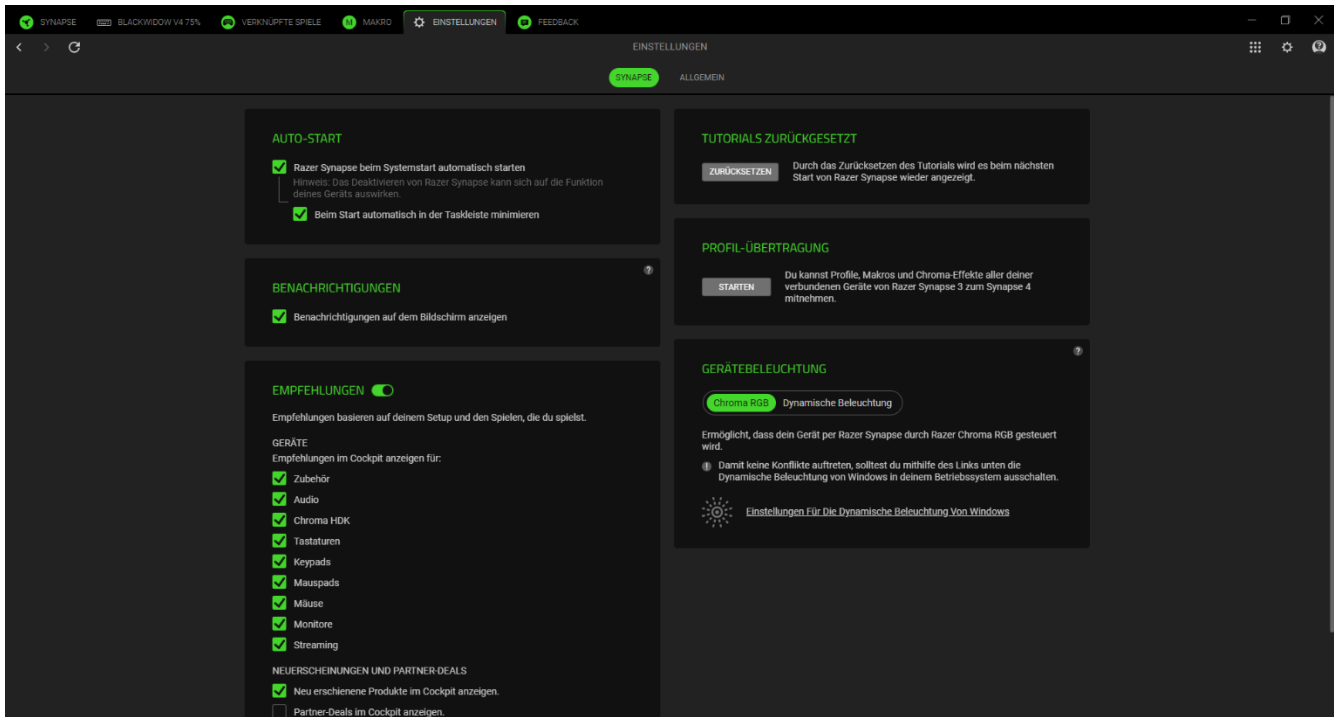 SYNAPSE
BLACKWIDOW V4 75%
VERKNÜPFTE SPIELE
M
MAKRO
EINSTELLUNGEN
FEEDBACK
EINSTELLUNGEN
SYNAPSE
ALLGEMEIN
AUTO-START
Razer Synapse beim Systemstart automatisch starten
Hinweis: Das Deaktivieren von Razer Synapse kann sich auf die Funktion
deines Geräts auswirken.
Beim Start automatisch in der Taskleiste minimieren
BENACHRICHTIGUNGEN
?
Benachrichtigungen auf dem Bildschirm anzeigen
EMPFEHLUNGEN
Empfehlungen basieren auf deinem Setup und den Spielen, die du spielst.
GERÄTE
Empfehlungen im Cockpit anzeigen für:
Zubehör
Audio
Chroma HDK
Tastaturen
Keypads
Mauspads
Mäuse
Monitore
Streaming
NEUERSCHEINUNGEN UND PARTNER-DEALS
Neu erschienene Produkte im Cockpit anzeigen.
Partner-Deals im Cockpit anzeigen.
TUTORIALS ZURÜCKGESETZT
ZURÜCKSETZEN
Durch das Zurücksetzen des Tutorials wird es beim nächsten
Start von Razer Synapse wieder angezeigt.
PROFIL-ÜBERTRAGUNG
STARTEN
Du kannst Profile, Makros und Chroma-Effekte aller deiner
verbundenen Geräte von Razer Synapse 3 zum Synapse 4
mitnehmen.
?
GERÄTEBELEUCHTUNG
Chroma RGB
Dynamische Beleuchtung
Ermöglicht, dass dein Gerät per Razer Synapse durch Razer Chroma RGB gesteuert
wird.
Damit keine Konflikte auftreten, solltest du mithilfe des Links unten die
Dynamische Beleuchtung von Windows in deinem Betriebssystem ausschalten.
Einstellungen Für Die Dynamische Beleuchtung Von Windows